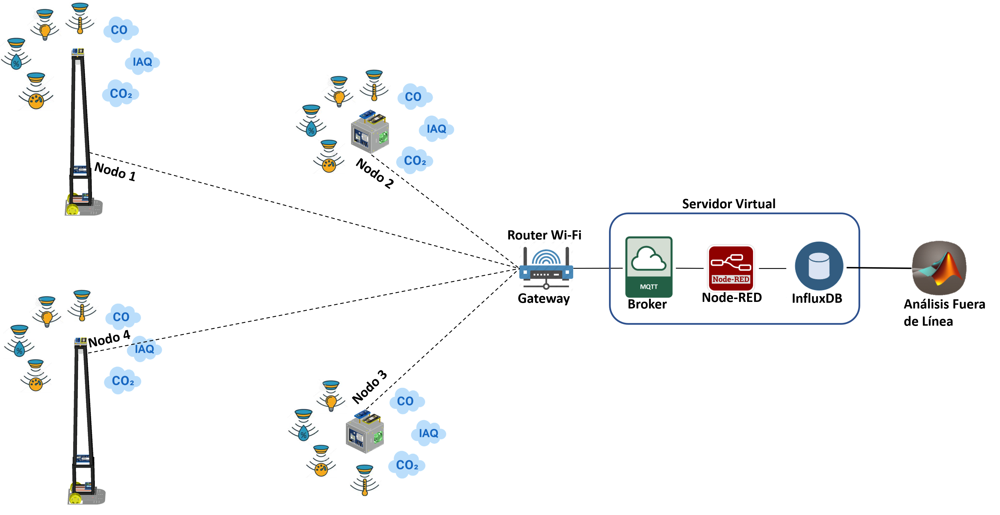 CO
IAQ
%
CO₂
Nodo 1
CO
IAQ
%
CO₂
Nodo 2
Servidor Virtual
Router Wi-Fi
Gateway
MQTT
Broker
Node-RED
Node-RED
InfluxDB
Análisis Fuera
de Línea
CO
Nodo 4
IAQ
%
CO₂
Nodo 3
CO
IAQ
%
CO₂